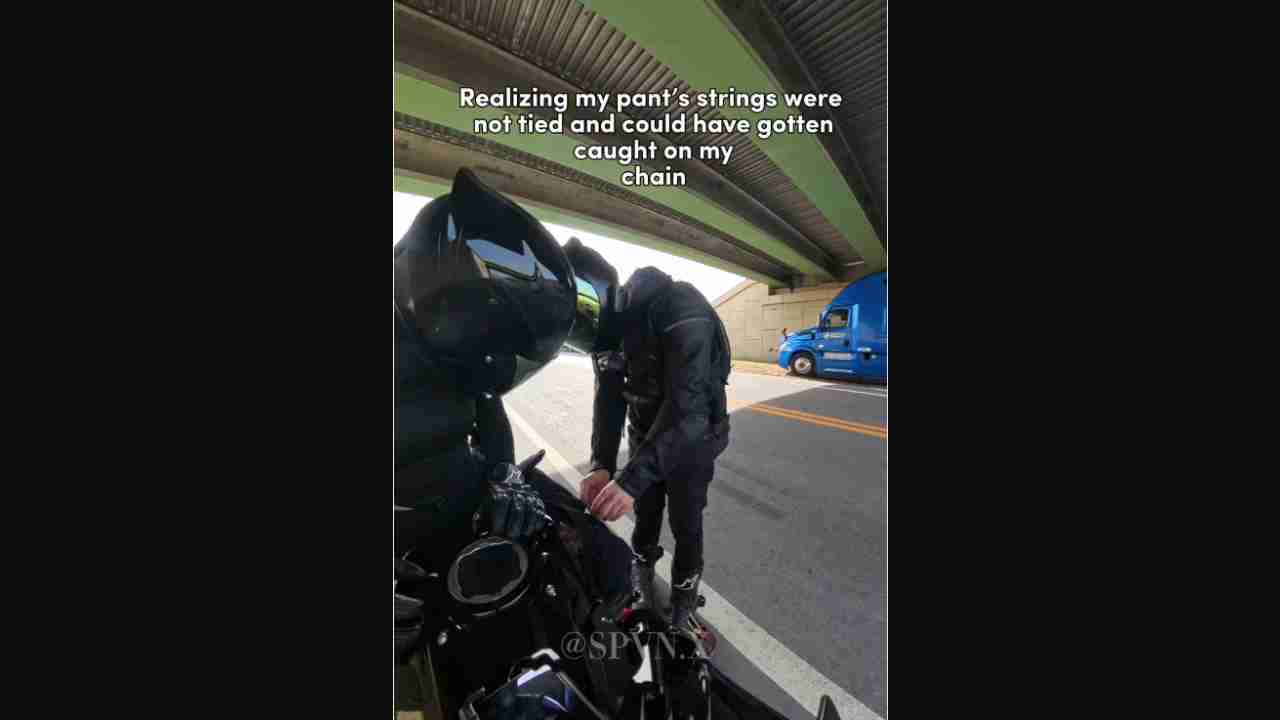 Realizing my pant's strings were
not tied and could have gotten
caught on my
chain
@SPVN.X